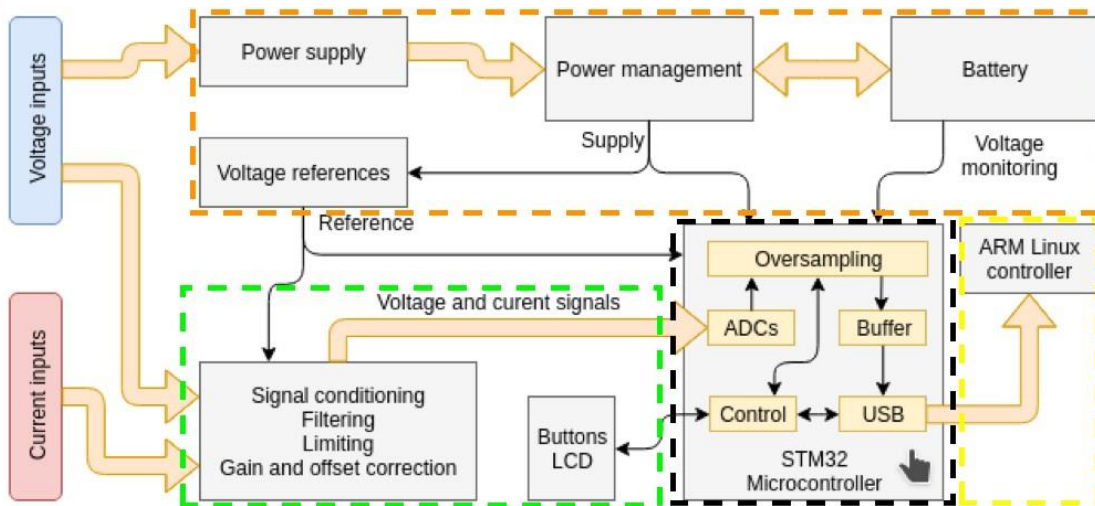 Voltage inputs
Power supply
Power management
Battery
Supply
Voltage
monitoring
Voltage references
Reference
Oversampling
ARM Linux
controller
Voltage and curent signals
ADCs
Buffer
Current inputs
Signal conditioning
Filtering
Limiting
Gain and offset correction
Buttons
LCD
Control
USB
STM32
Microcontroller